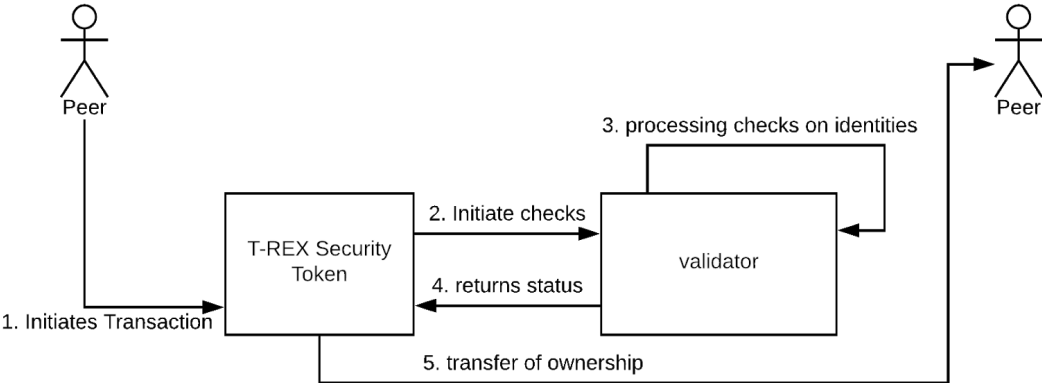 Peer
Peer
3. processing checks on identities
2. Initiate checks
T-REX Security
Token
validator
4. returns status
1. Initiates Transaction
5. transfer of ownership